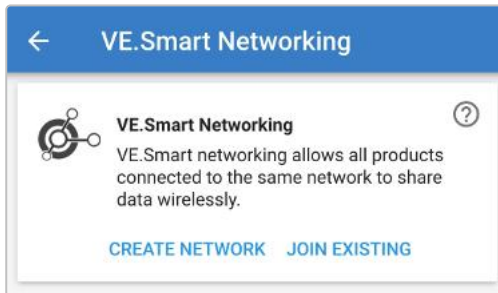 VE.Smart Networking
VE.Smart Networking
VE.Smart networking allows all products
connected to the same network to share
data wirelessly.
CREATE NETWORK JOIN EXISTING